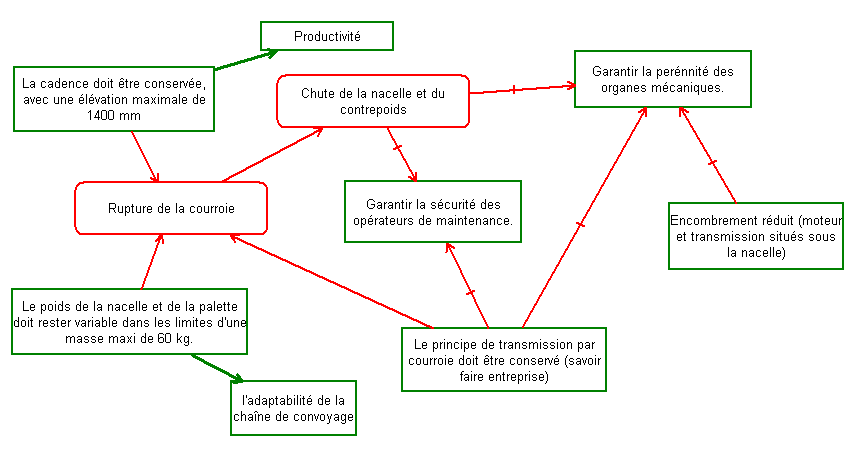 Productivité
La cadence doit être conservée,
avec une élévation maximale de
1400 mm
Chute de la nacelle et du
contrepoids
Garantir la perénnité des
organes mécaniques.
Rupture de la courroie
Garantir la sécurité des
opérateurs de maintenance.
Encombrement réduit (moteur
et transmission situés sous
la nacelle)
Le poids de la nacelle et de la palette
doit rester variable dans les limites d'une
masse maxi de 60 kg.
Le principe de transmission par
courroie doit être conservé (savoir
faire entreprise)
l'adaptabilité de la
chaîne de convoyage